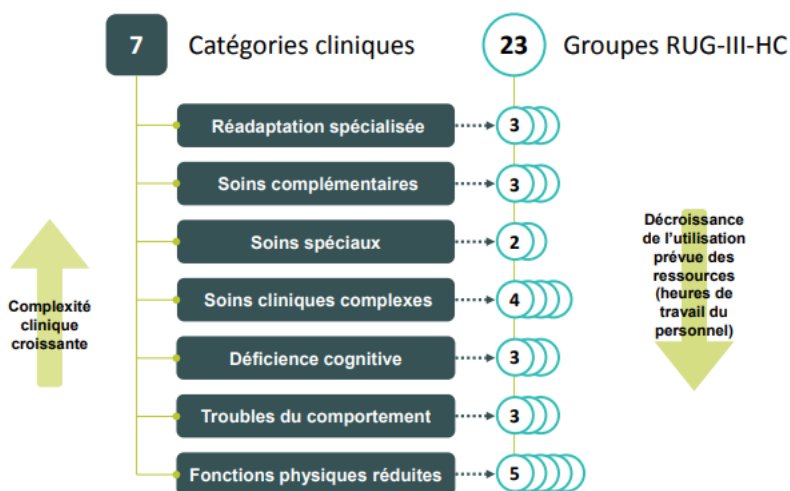 7 Catégories cliniques 23 Groupes RUG-III-HC
Réadaptation spécialisée 3
Soins complémentaires 3
Soins spéciaux 2
Soins cliniques complexes 4
Déficience cognitive 3
Troubles du comportement 3
Fonctions physiques réduites 5
Complexité
clinique
croissante
Décroissance
de l’utilisation
prévue des
ressources
(heures de
travail du
personnel)